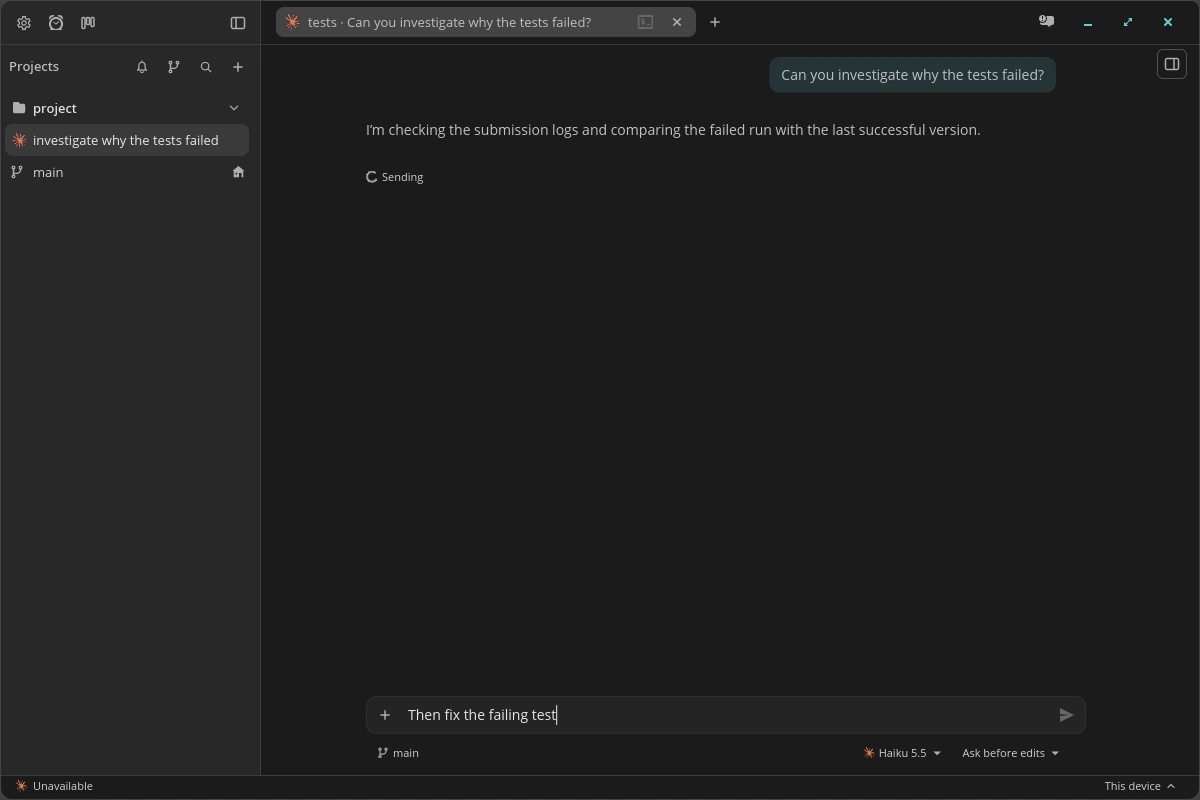 tests · Can you investigate why the tests failed?
Projects
project
investigate why the tests failed
main
Can you investigate why the tests failed?
I'm checking the submission logs and comparing the failed run with the last successful version.
Sending
Then fix the failing test
main
Haiku 5.5
Ask before edits
Unavailable
This device